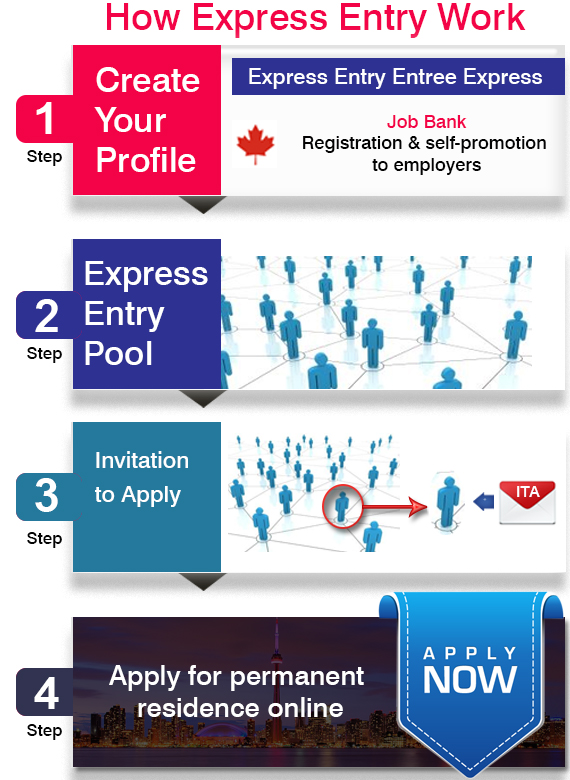 How Express Entry Work
1
Step
Create
Your
Profile
Express Entry Entree Express
Job Bank
Registration & self-promotion
to employers
2
Step
Express
Entry
Pool
3
Step
Invitation
to Apply
ITA
4
Step
Apply for permanent
residence online
APPLY
NOW